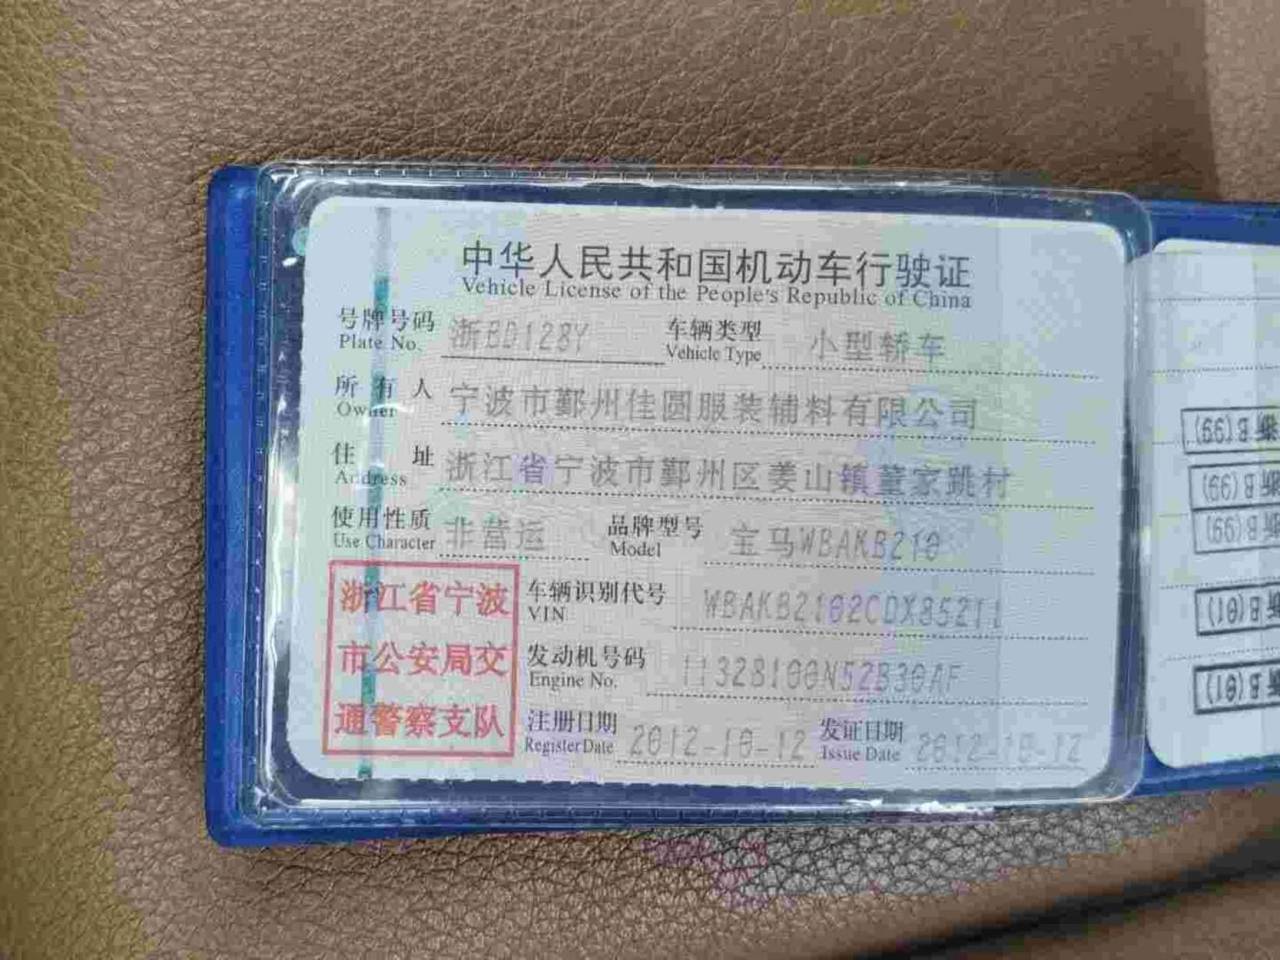 中华人民共和国机动车行驶证
Vehicle License of the People's Republic of China
号牌号码 浙BD128Y 车辆类型 小型轿车
Plate No. Vehicle Type
所有人 宁波市鄞州佳圆服装辅料有限公司
Owner
住址 浙江省宁波市鄞州区姜山镇董家跳村
Address
使用性质 非营运 品牌型号 宝马WBAKB210
Use Character Model
浙江省宁波
市公安局交
通警察支队
车辆识别代号 WBAKB2102CDX85211
VIN
发动机号码 11328100N52B30AF
Engine No.
注册日期 2012-10-12 发证日期 2012-10-12
Register Date Issue Date